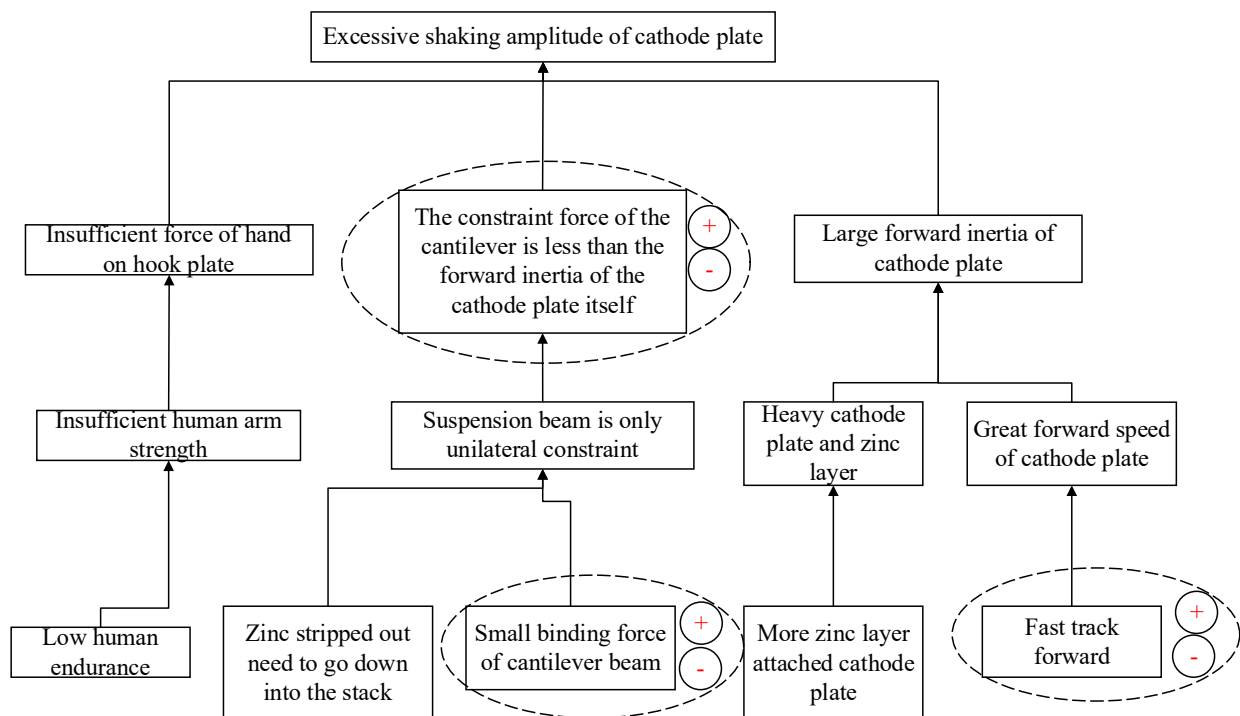 Excessive shaking amplitude of cathode plate
Insufficient force of hand
on hook plate
The constraint force of the
cantilever is less than the
forward inertia of the
cathode plate itself
+
-
Large forward inertia of
cathode plate
Insufficient human arm
strength
Suspension beam is only
unilateral constraint
Heavy cathode
plate and zinc
layer
Great forward speed
of cathode plate
Low human
endurance
Zinc stripped out
need to go down
into the stack
Small binding force
of cantilever beam
+
-
More zinc layer
attached cathode
plate
Fast track
forward
+
-